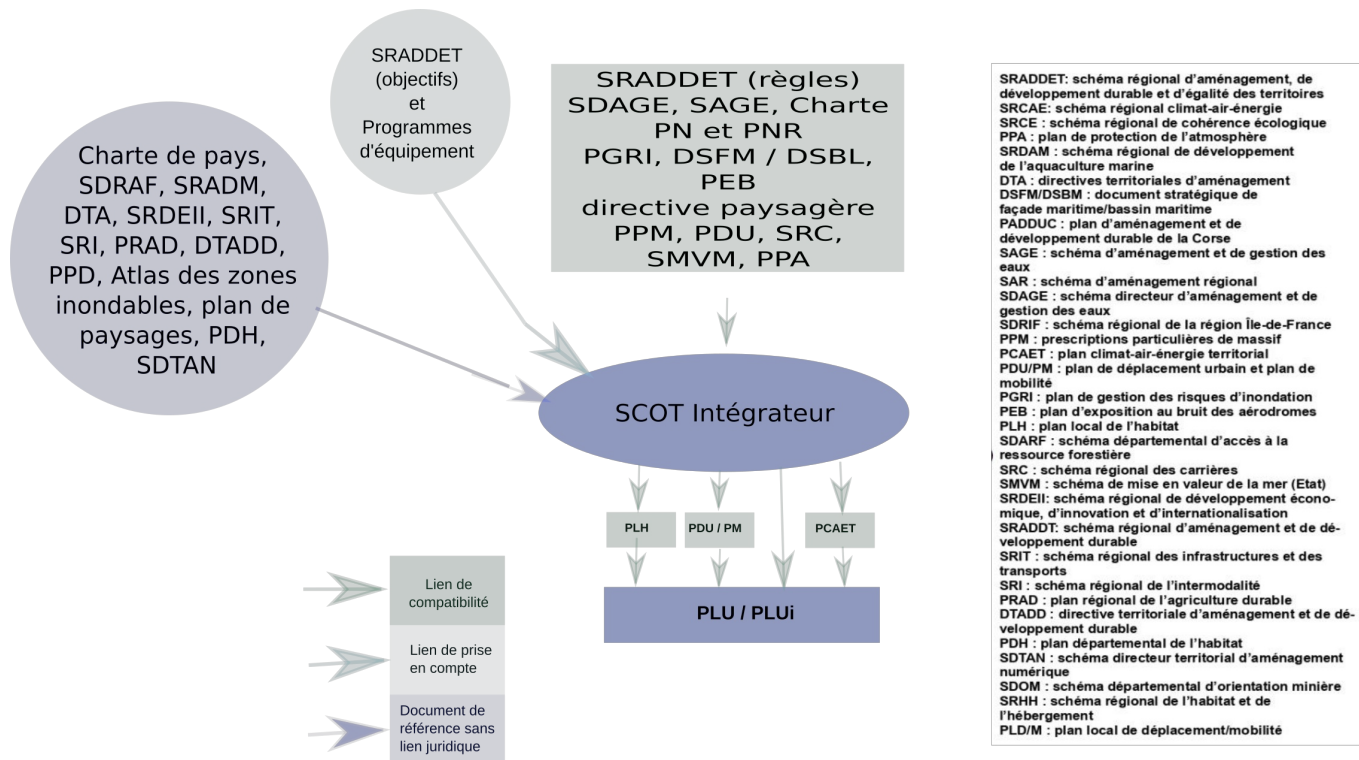 SRADDET
(objectifs)
et
Programmes
d'équipement
SRADDET (règles)
SDAGE, SAGE, Charte
PN et PNR
PGRI, DSFM / DSBL,
PEB
directive paysagère
PPM, PDU, SRC,
SMVM, PPA
Charte de pays,
SDRAF, SRADM,
DTA, SRDEII, SRIT,
SRI, PRAD, DTADD,
PPD, Atlas des zones
inondables, plan de
paysages, PDH,
SDTAN
SCOT Intégrateur
PLH
PDU / PM
PCAET
PLU / PLUi
Lien de
compatibilité
Lien de prise
en compte
Document de
référence sans
lien juridique
SRADDET: schéma régional d'aménagement, de
développement durable et d'égalité des territoires
SRCAE: schéma régional climat-air-énergie
SRCE : schéma régional de cohérence écologique
PPA : plan de protection de l'atmosphère
SRDAM : schéma régional de développement
de l'aquaculture marine
DTA : directives territoriales d'aménagement
DSFM/DSBM : document stratégique de
façade maritime/bassin maritime
PADDUC : plan d'aménagement et de
développement durable de la Corse
SAGE : schéma d'aménagement et de gestion des
eaux
SAR : schéma d'aménagement régional
SDAGE : schéma directeur d'aménagement et de
gestion des eaux
SDRIF : schéma régional de la région Île-de-France
PPM : prescriptions particulières de massif
PCAET : plan climat-air-énergie territorial
PDU/PM : plan de déplacement urbain et plan de
mobilité
PGRI : plan de gestion des risques d'inondation
PEB : plan d'exposition au bruit des aérodromes
PLH : plan local de l'habitat
SDARF : schéma départemental d'accès à la
ressource forestière
SRC : schéma régional des carrières
SMVM : schéma de mise en valeur de la mer (Etat)
SRDEII: schéma régional de développement écono-
mique, d'innovation et d'internationalisation
SRADDT: schéma régional d'aménagement et de dé-
veloppement durable
SRIT : schéma régional des infrastructures et des
transports
SRI : schéma régional de l'intermodalité
PRAD : plan régional de l'agriculture durable
DTADD : directive territoriale d'aménagement et de dé-
veloppement durable
PDH : plan départemental de l'habitat
SDTAN : schéma directeur territorial d'aménagement
numérique
SDOM : schéma départemental d'orientation minière
SRHH : schéma régional de l'habitat et de
l'hébergement
PLD/M : plan local de déplacement/mobilité